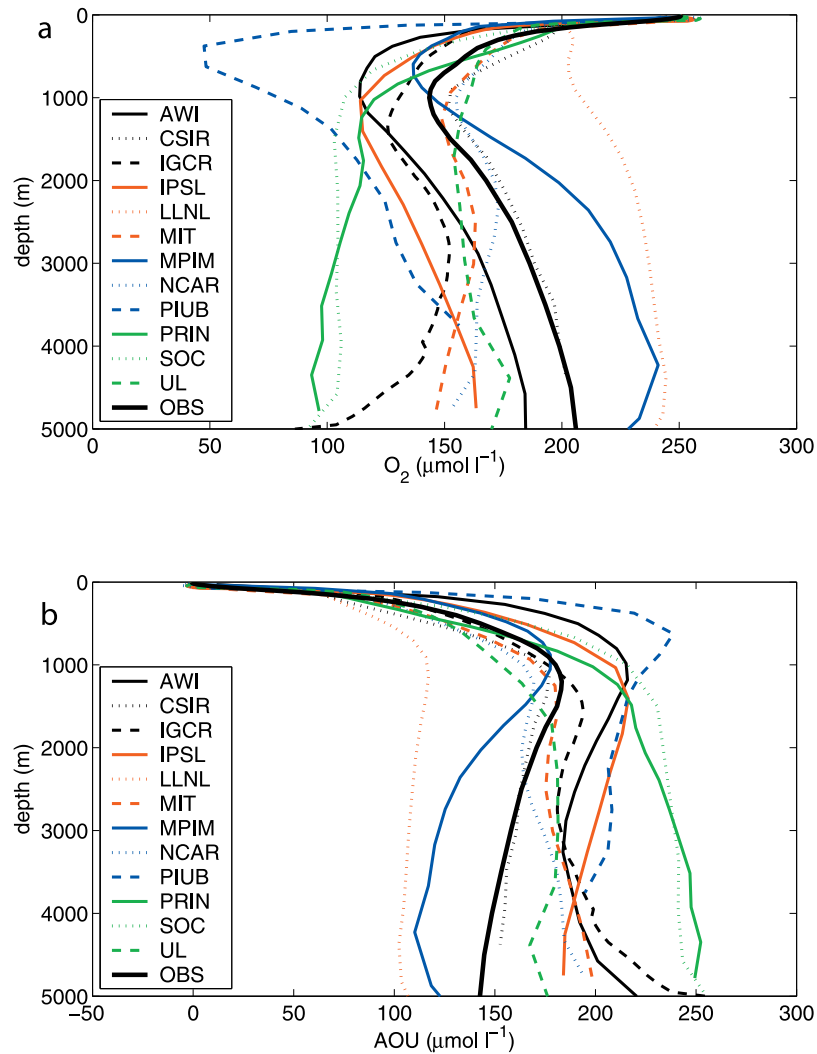 a
0
1000
2000
3000
4000
5000
depth (m)
AWI
CSIR
IGCR
IPSL
LLNL
MIT
MPIM
NCAR
PIUB
PRIN
SOC
UL
OBS
0 50 100 150 200 250 300
O₂ (μmol l⁻¹)
b
0
1000
2000
3000
4000
5000
depth (m)
AWI
CSIR
IGCR
IPSL
LLNL
MIT
MPIM
NCAR
PIUB
PRIN
SOC
UL
OBS
−50 0 50 100 150 200 250 300
AOU (μmol l⁻¹)